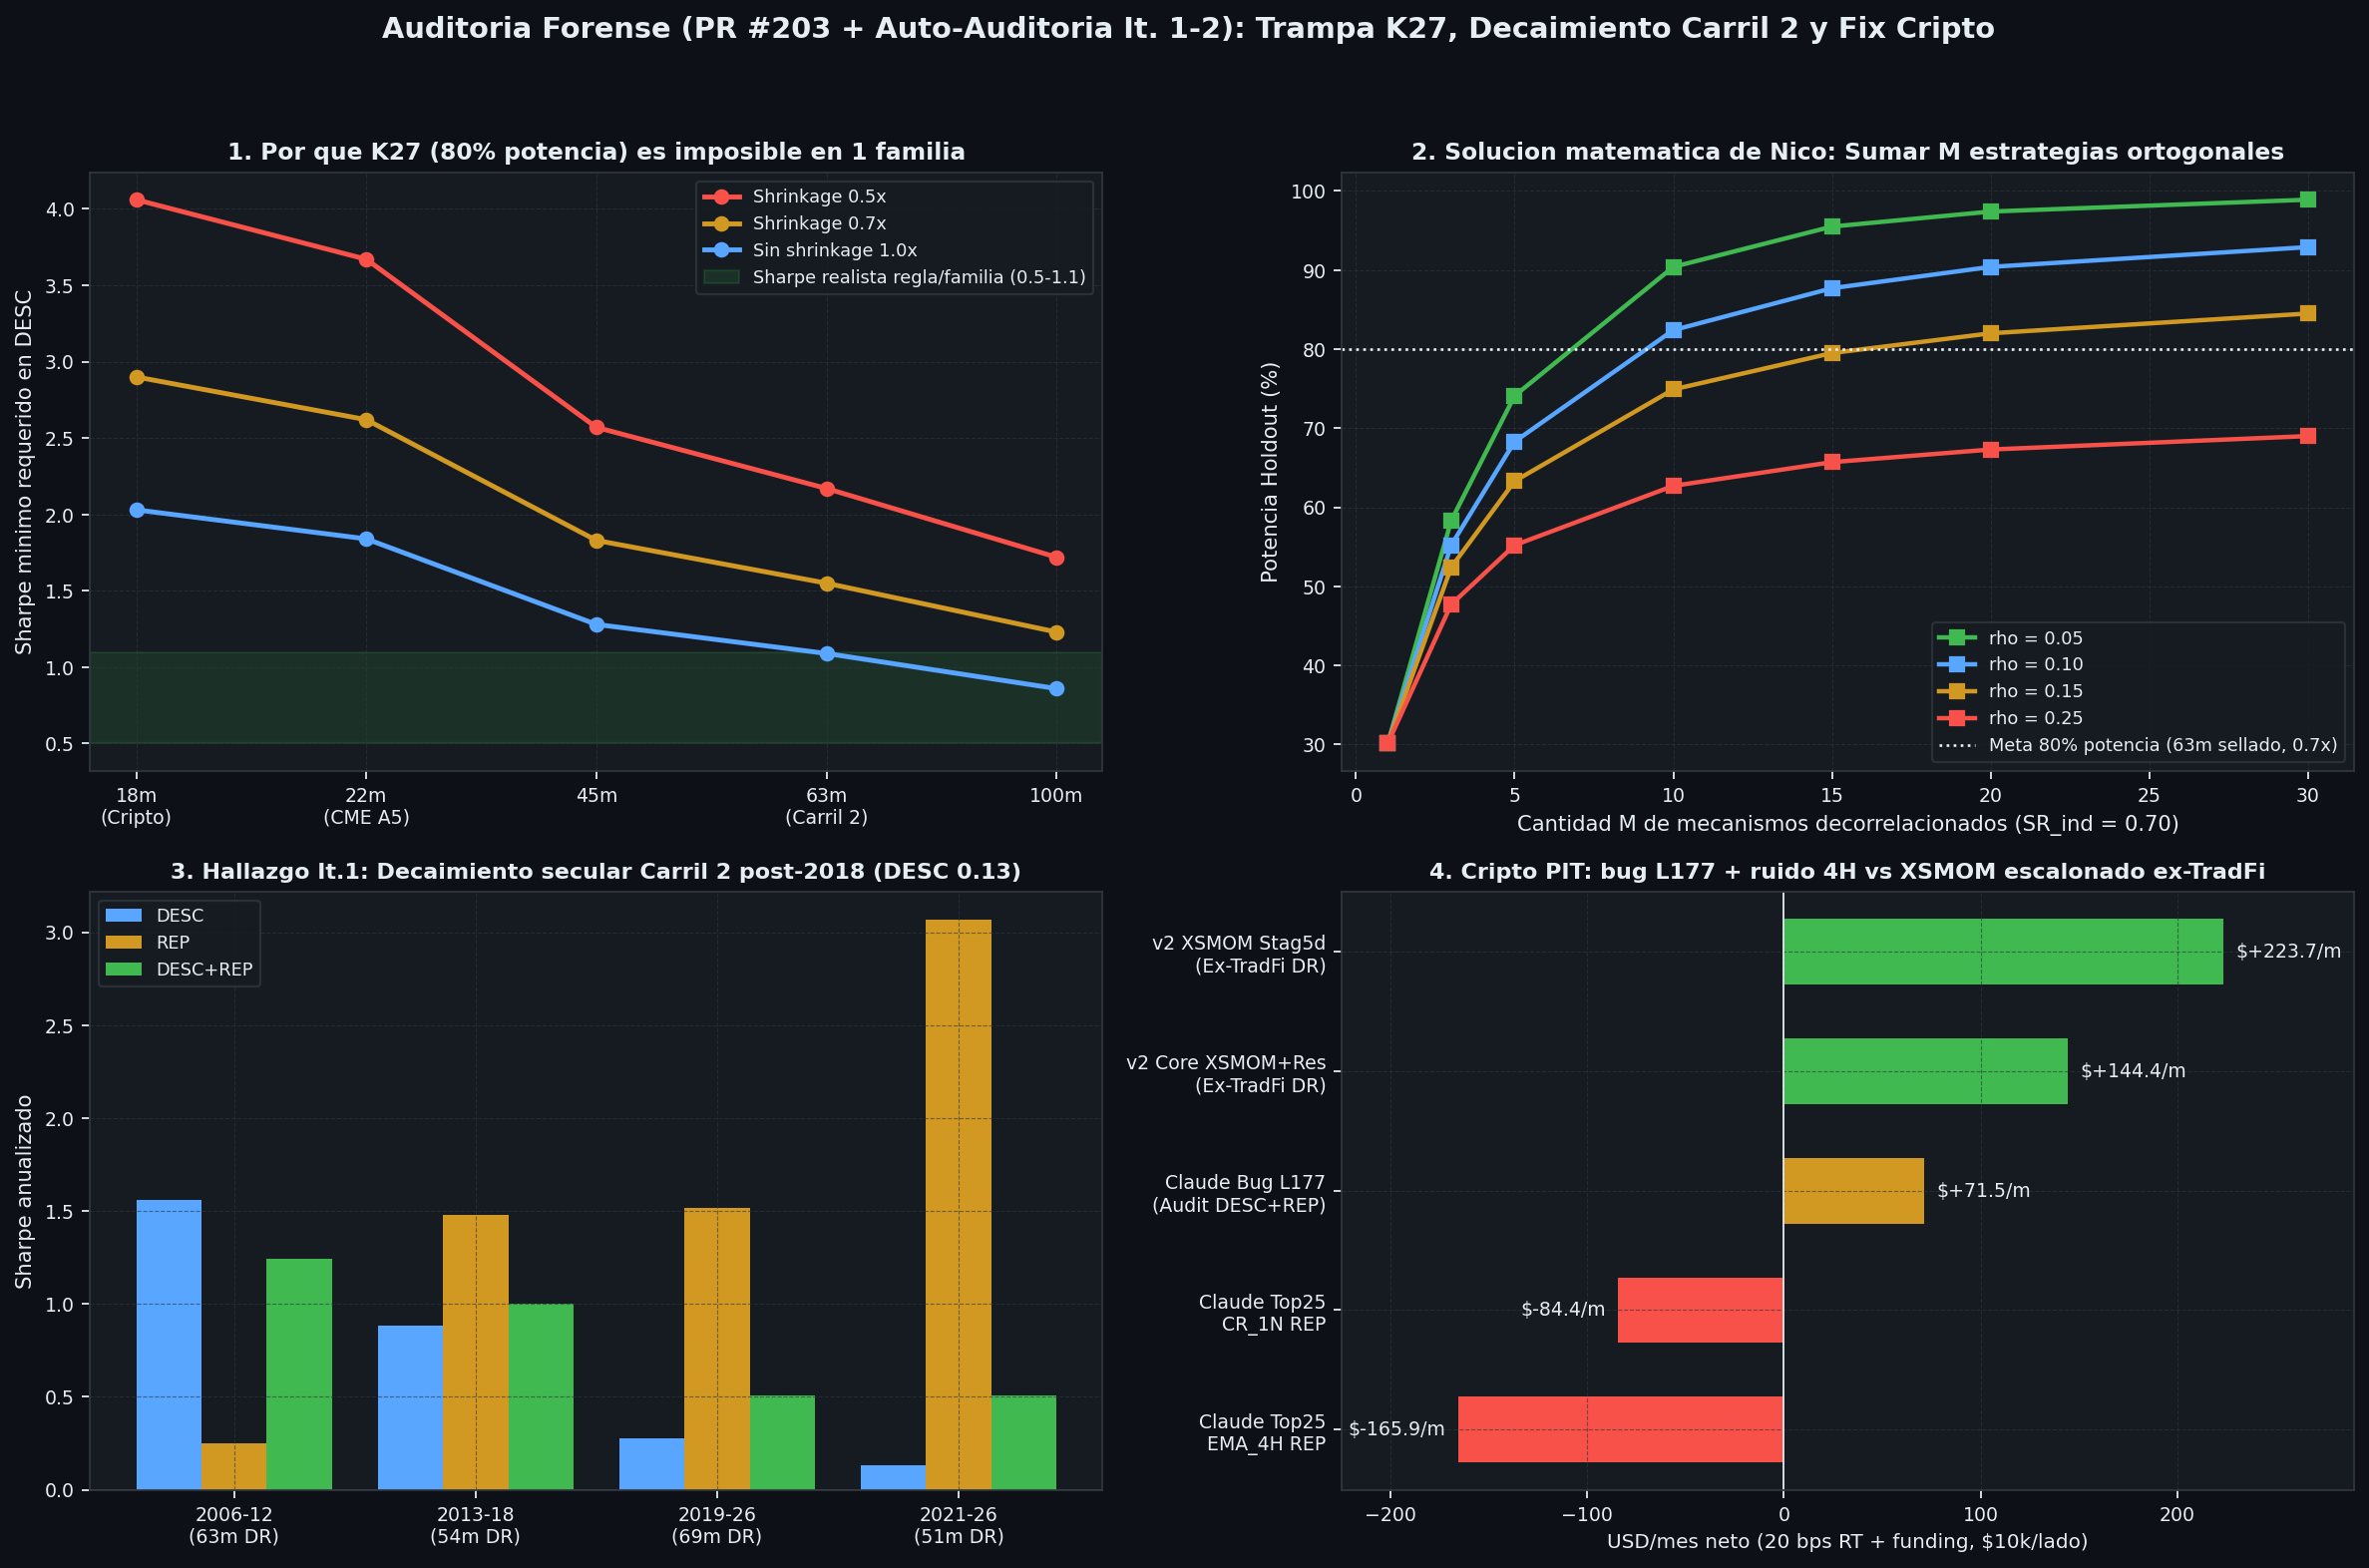 Auditoria Forense (PR #203 + Auto-Auditoria It. 1-2): Trampa K27, Decaimiento Carril 2 y Fix Cripto
1. Por que K27 (80% potencia) es imposible en 1 familia
Sharpe minimo requerido en DESC
4.0
3.5
3.0
2.5
2.0
1.5
1.0
0.5
Shrinkage 0.5x
Shrinkage 0.7x
Sin shrinkage 1.0x
Sharpe realista regla/familia (0.5-1.1)
18m
(Cripto)
22m
(CME A5)
45m
63m
(Carril 2)
100m
2. Solucion matematica de Nico: Sumar M estrategias ortogonales
Potencia Holdout (%)
100
90
80
70
60
50
40
30
rho = 0.05
rho = 0.10
rho = 0.15
rho = 0.25
Meta 80% potencia (63m sellado, 0.7x)
0
5
10
15
20
25
30
Cantidad M de mecanismos decorrelacionados (SR_ind = 0.70)
3. Hallazgo It.1: Decaimiento secular Carril 2 post-2018 (DESC 0.13)
Sharpe anualizado
3.0
2.5
2.0
1.5
1.0
0.5
0.0
DESC
REP
DESC+REP
2006-12
(63m DR)
2013-18
(54m DR)
2019-26
(69m DR)
2021-26
(51m DR)
4. Cripto PIT: bug L177 + ruido 4H vs XSMOM escalonado ex-TradFi
v2 XSMOM Stag5d
(Ex-TradFi DR)
$+223.7/m
v2 Core XSMOM+Res
(Ex-TradFi DR)
$+144.4/m
Claude Bug L177
(Audit DESC+REP)
$+71.5/m
Claude Top25
CR_1N REP
$-84.4/m
Claude Top25
EMA_4H REP
$-165.9/m
−200
−100
0
100
200
USD/mes neto (20 bps RT + funding, $10k/lado)